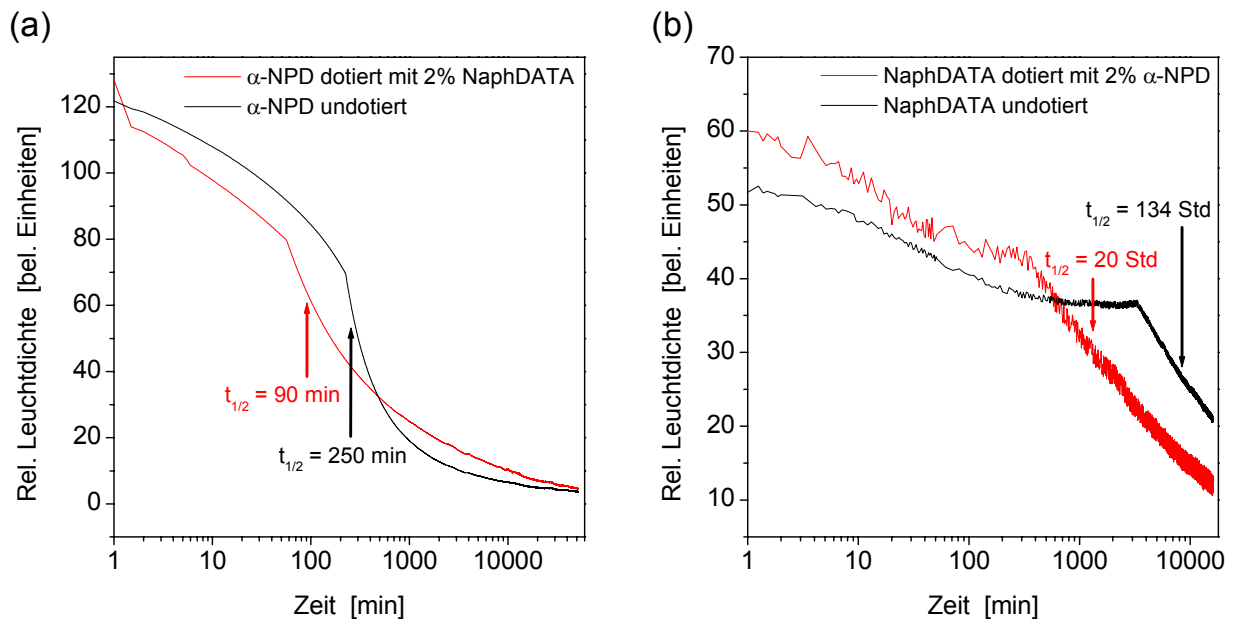 (a)
α-NPD dotiert mit 2% NaphDATA
α-NPD undotiert
Rel. Leuchtdichte [bel. Einheiten]
120
100
80
60
40
20
0
t1/2 = 90 min
t1/2 = 250 min
1
10
100
1000
10000
Zeit [min]
(b)
NaphDATA dotiert mit 2% α-NPD
NaphDATA undotiert
Rel. Leuchtdichte [bel. Einheiten]
70
60
50
40
30
20
10
t1/2 = 134 Std
t1/2 = 20 Std
1
10
100
1000
10000
Zeit [min]